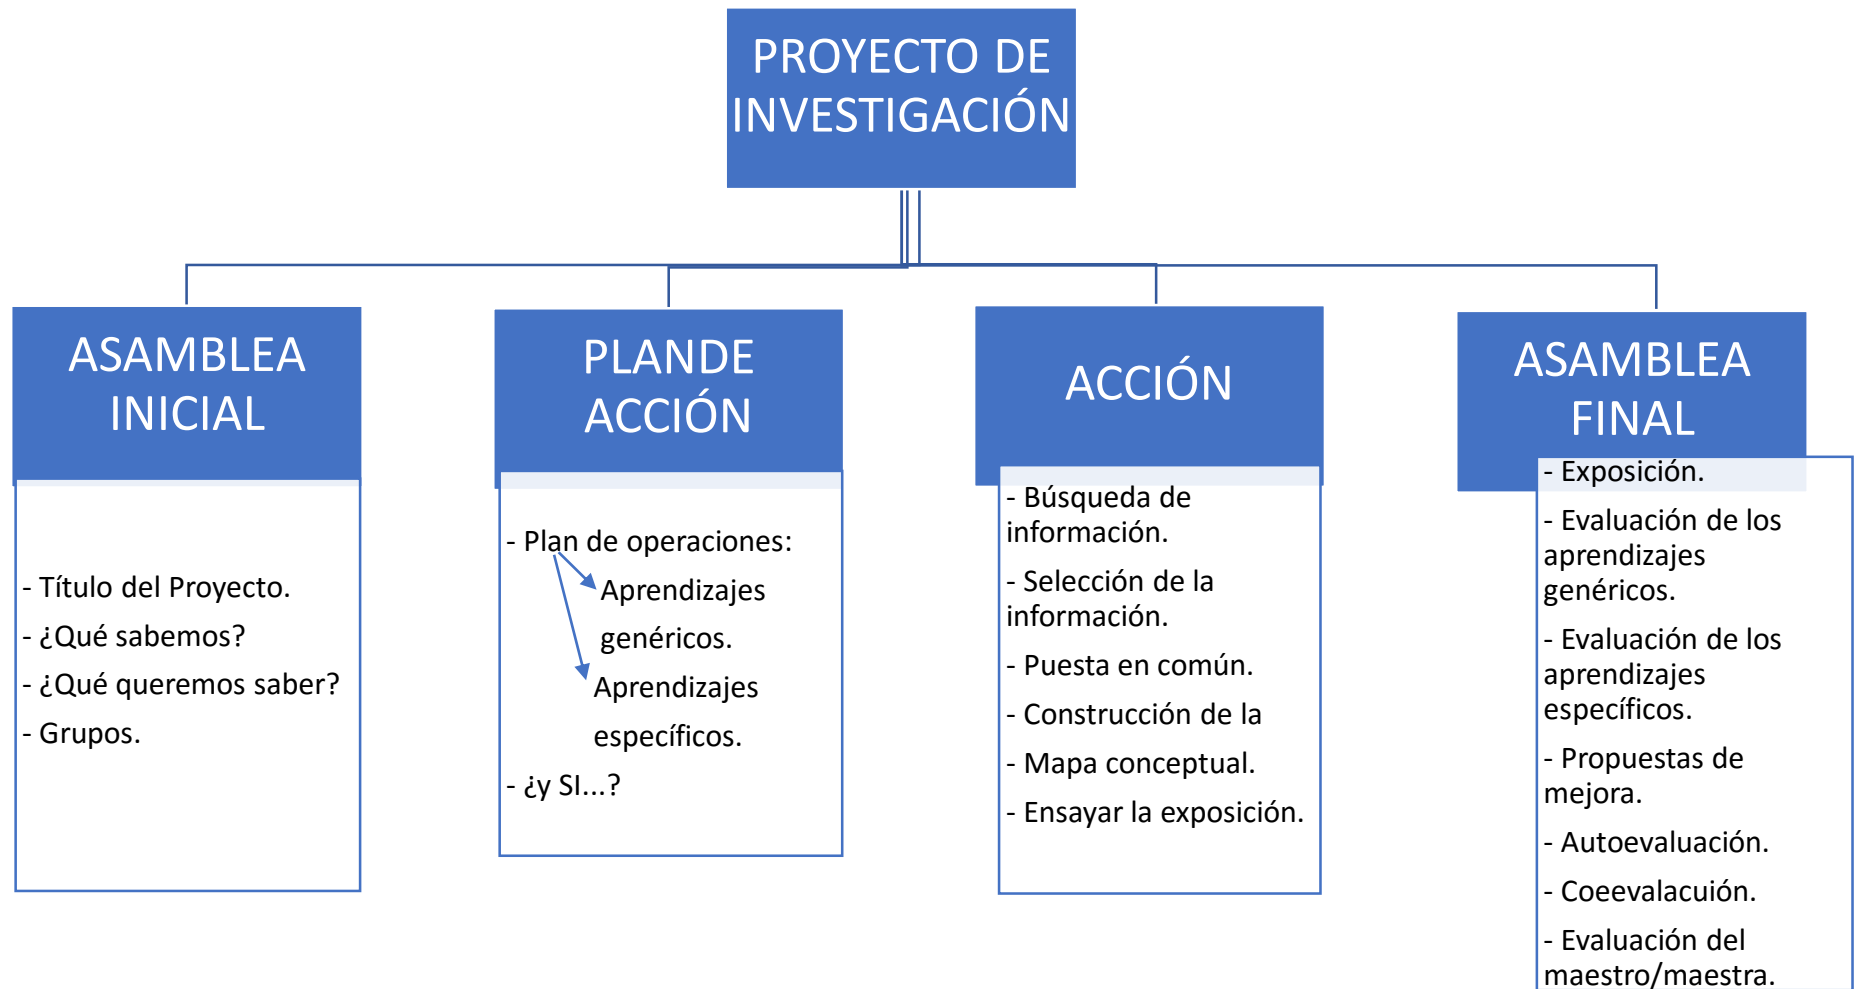 PROYECTO DE
INVESTIGACIÓN
ASAMBLEA
INICIAL
- Título del Proyecto.
- ¿Qué sabemos?
- ¿Qué queremos saber?
- Grupos.
PLANDE
ACCIÓN
- Plan de operaciones:
Aprendizajes
genéricos.
Aprendizajes
específicos.
- ¿y SI...?
ACCIÓN
- Búsqueda de
información.
- Selección de la
información.
- Puesta en común.
- Construcción de la
- Mapa conceptual.
- Ensayar la exposición.
ASAMBLEA
FINAL
- Exposición.
- Evaluación de los
aprendizajes
genéricos.
- Evaluación de los
aprendizajes
específicos.
- Propuestas de
mejora.
- Autoevaluación.
- Coeevalacuión.
- Evaluación del
maestro/maestra.